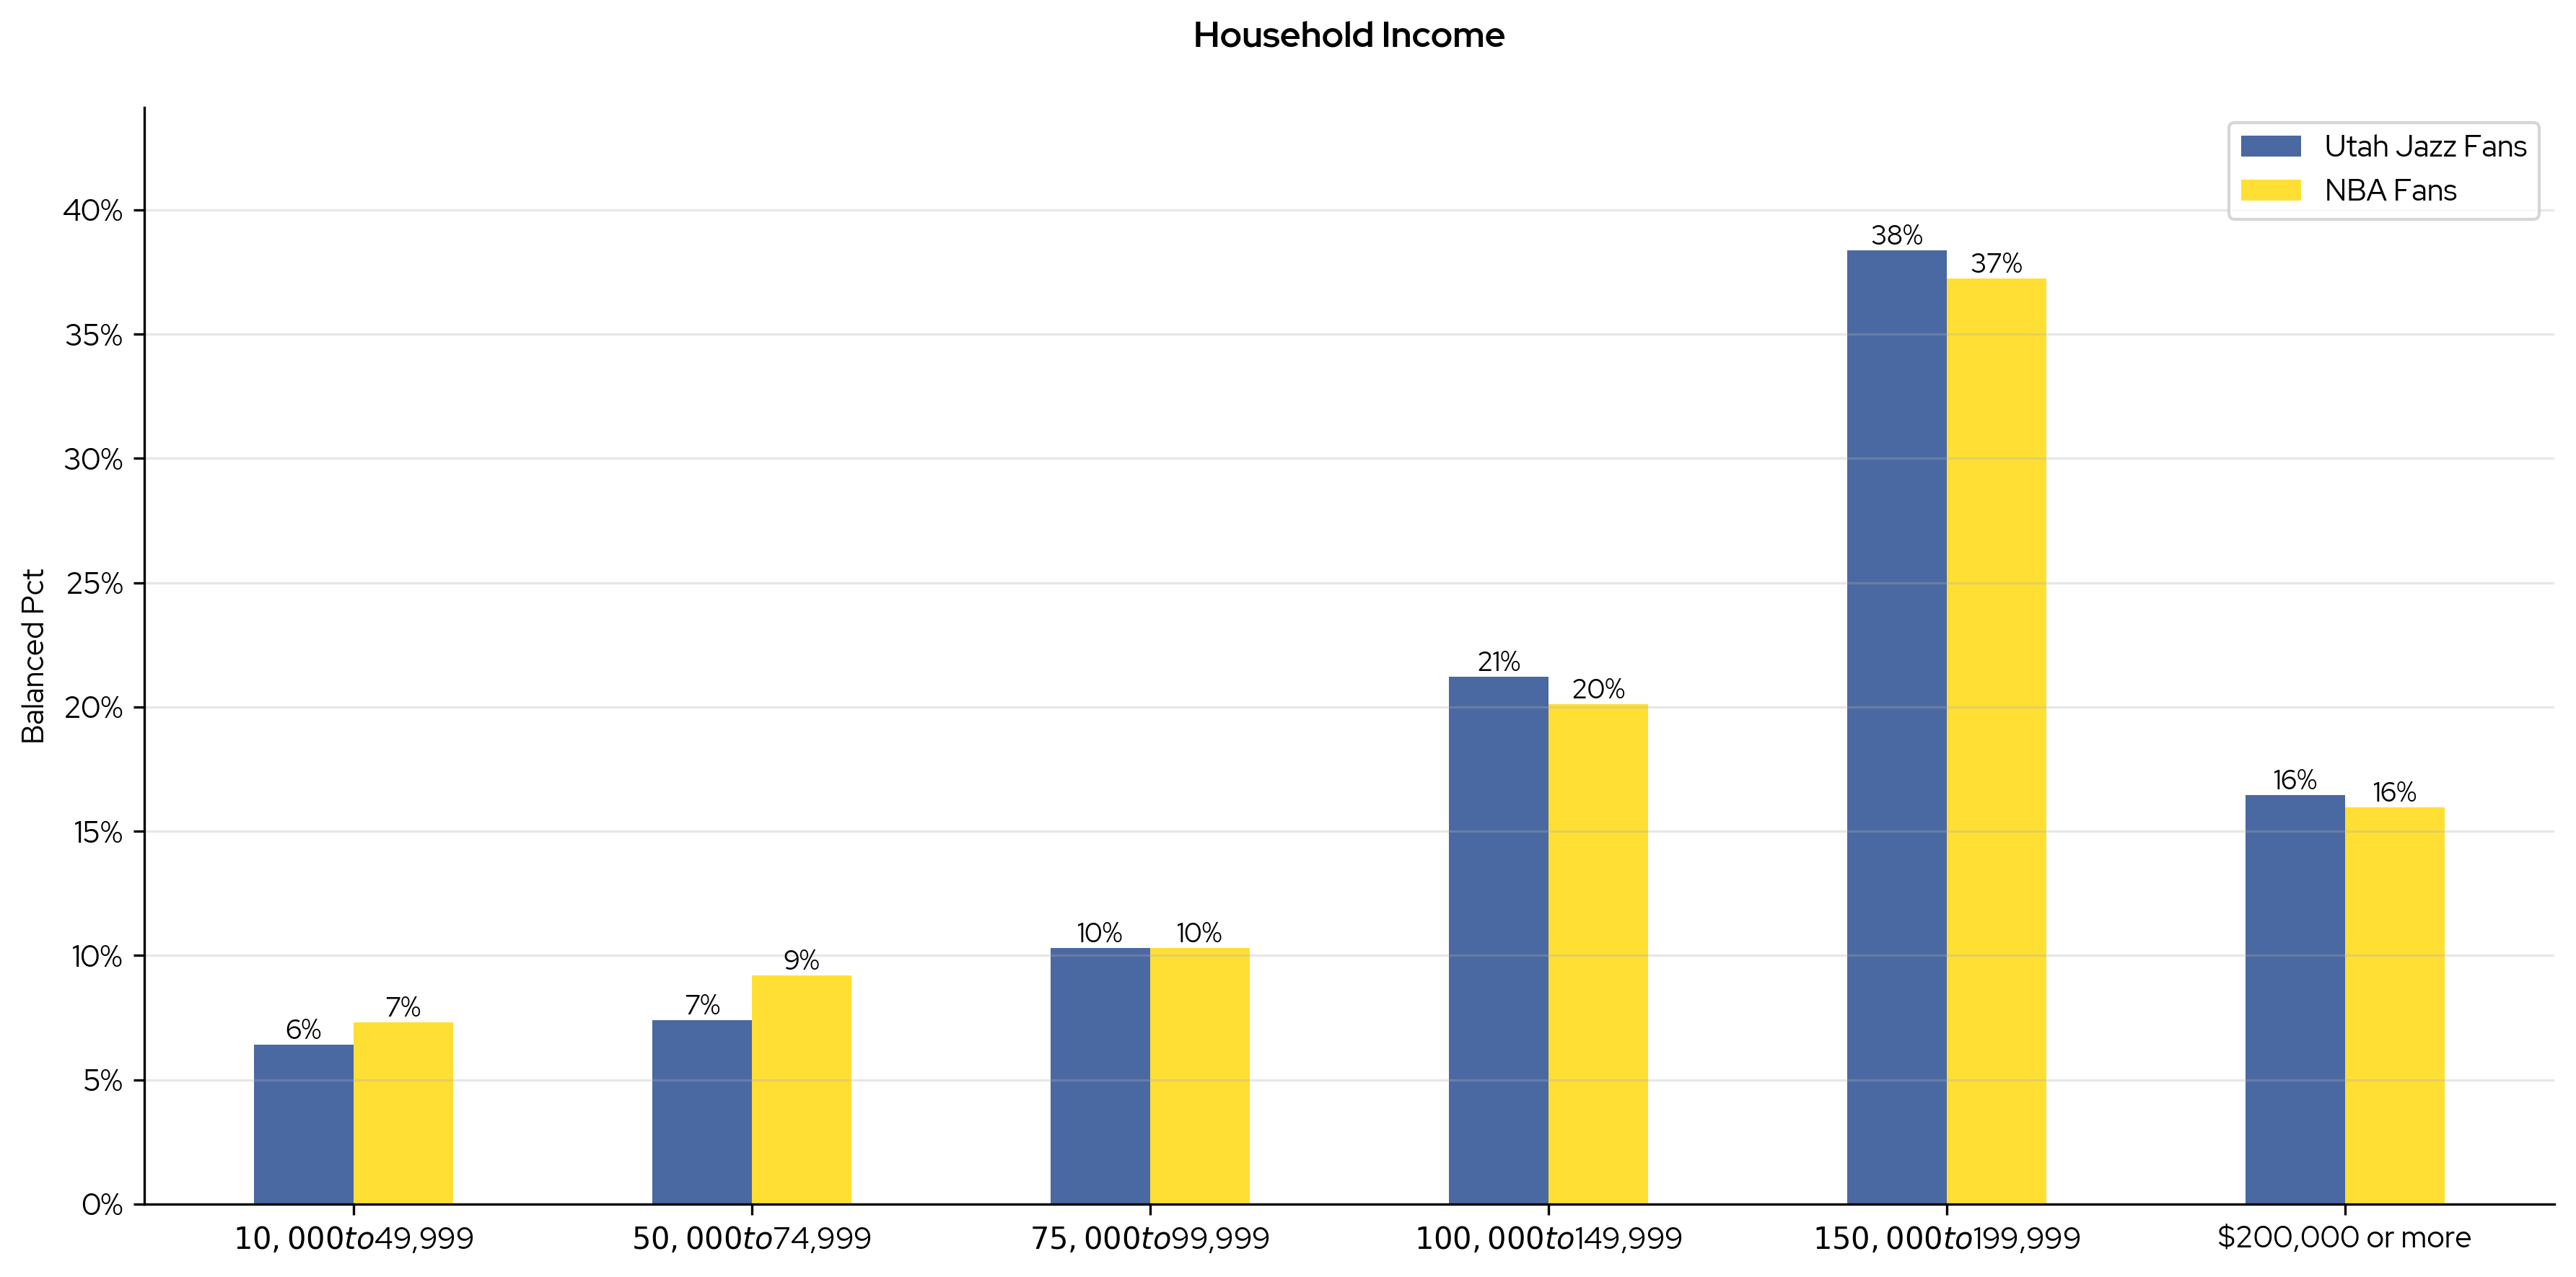 Household Income
Utah Jazz Fans
NBA Fans
Balanced Pct
40%
35%
30%
25%
20%
15%
10%
5%
0%
6%
7%
7%
9%
10%
10%
21%
20%
38%
37%
16%
16%
10,000to49,999
50,000to74,999
75,000to99,999
100,000to149,999
150,000to199,999
$200,000 or more